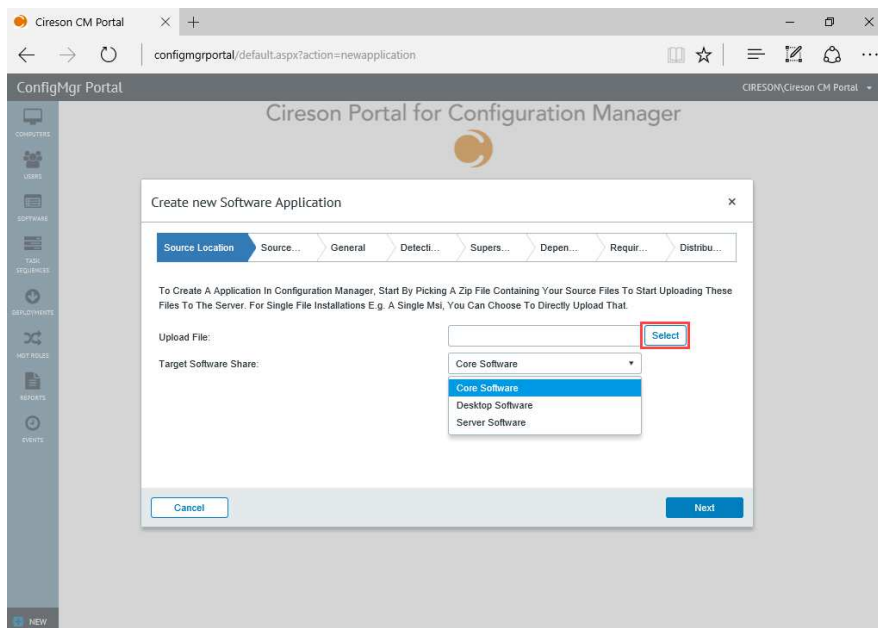 Cireson CM Portal
configmgrportal/default.aspx?action=newapplication
ConfigMgr Portal
CIRESON\Cireson CM Portal
Cireson Portal for Configuration Manager
COMPUTERS
USERS
SOFTWARE
TASK
SEQUENCES
DEPLOYMENTS
MGT ROLES
REPORTS
EVENTS
NEW
Create new Software Application
Source Location
Source...
General
Detecti...
Supers...
Depen...
Requir...
Distribu...
To Create A Application In Configuration Manager, Start By Picking A Zip File Containing Your Source Files To Start Uploading These
Files To The Server. For Single File Installations E.g. A Single Msi, You Can Choose To Directly Upload That.
Upload File:
Select
Target Software Share:
Core Software
Core Software
Desktop Software
Server Software
Cancel
Next